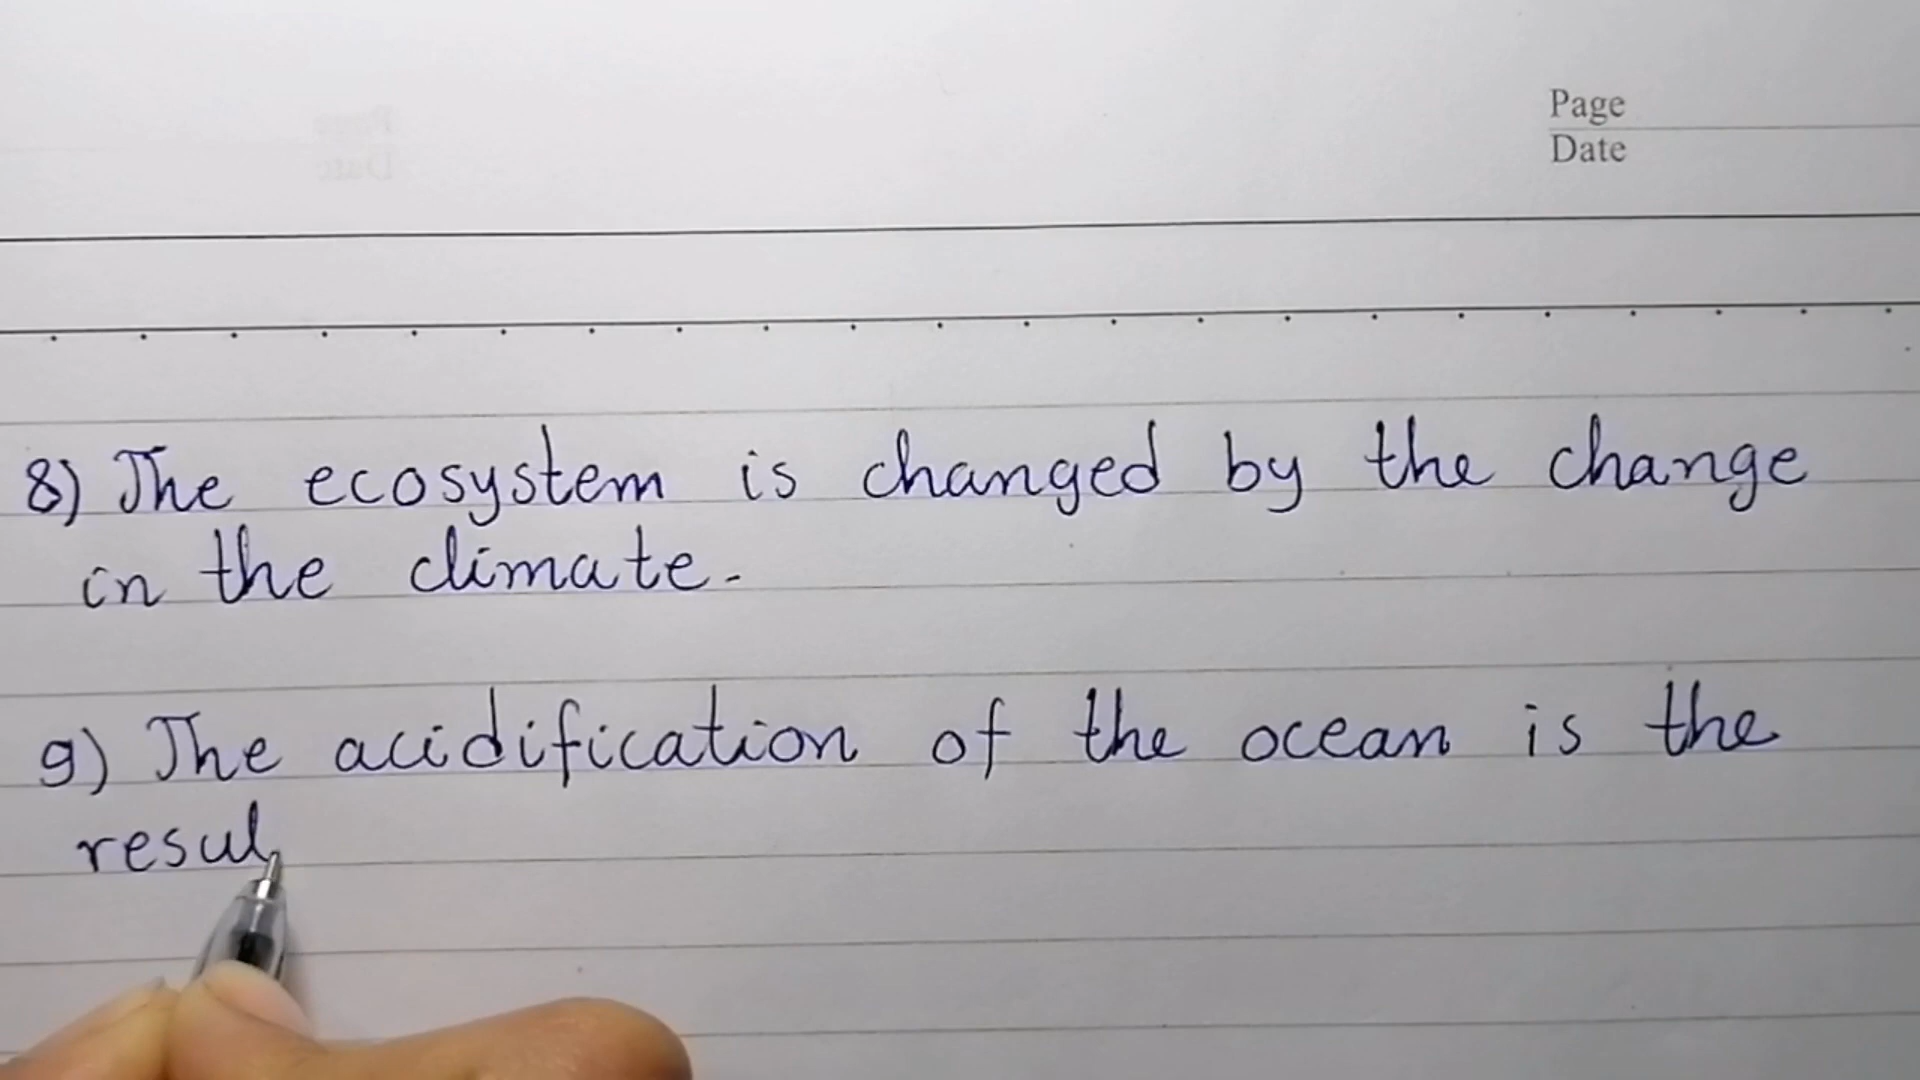 Page
Date
8) The ecosystem is changed by the change
in the climate.
9) The acidification of the ocean is the
resul